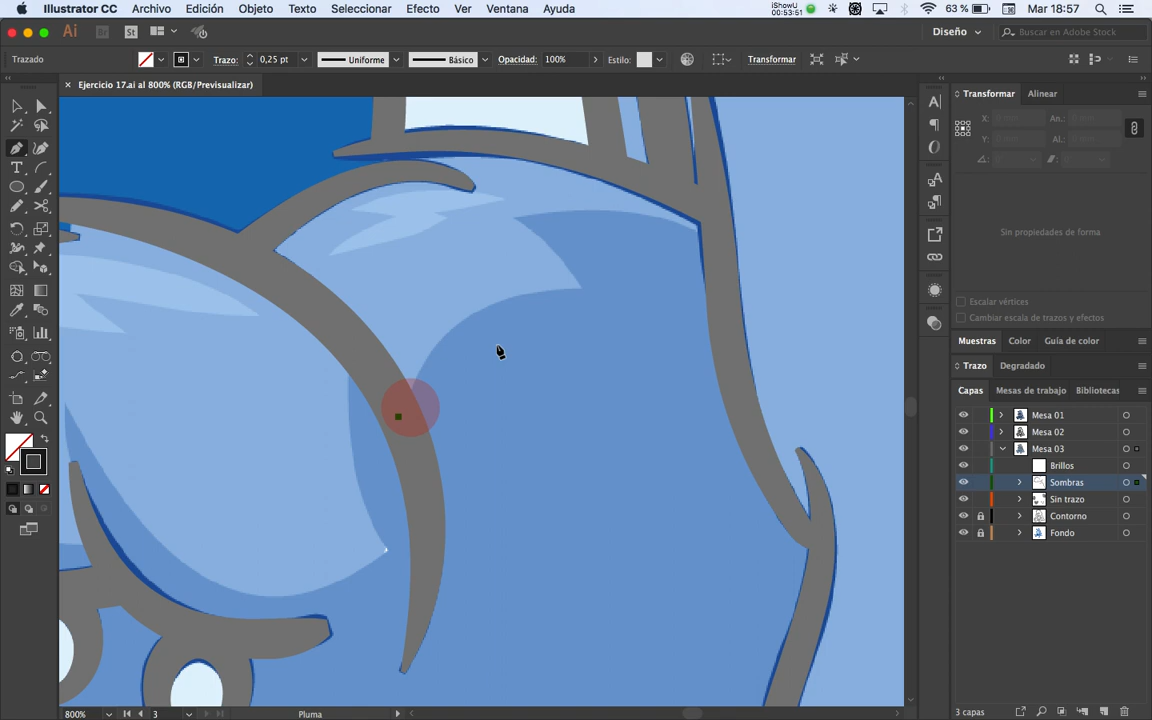 Illustrator CC Archivo Edición Objeto Texto Seleccionar Efecto Ver Ventana Ayuda iShowU 00:53:51 63 % Mar 18:57
Ai Br St Diseño Buscar en Adobe Stock
Trazado Trazo: 0,25 pt Uniforme Básico Opacidad: 100% Estilo: Transformar
Ejercicio 17.ai al 800% (RGB/Previsualizar)
Transformar Alinear
X: An.:
Y: Al.:
Sin propiedades de forma
Escalar vértices
Cambiar escala de trazos y efectos
Muestras Color Guía de color
Trazo Degradado
Capas Mesas de trabajo Bibliotecas
Mesa 01
Mesa 02
Mesa 03
Brillos
Sombras
Sin trazo
Contorno
Fondo
800% 3 Pluma 3 capas